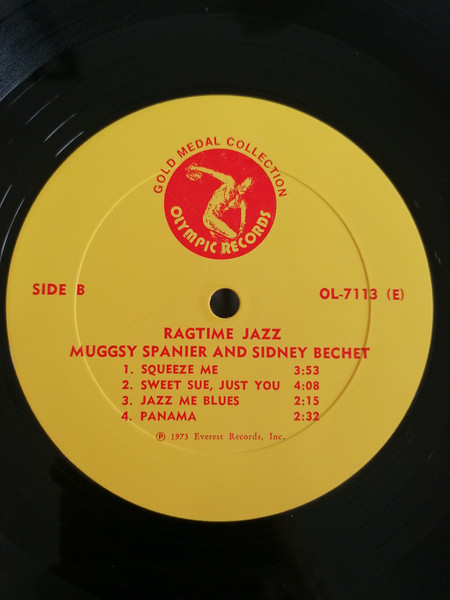 GOLD MEDAL COLLECTION
OLYMPIC RECORDS
SIDE B
OL-7113 (E)
RAGTIME JAZZ
MUGGSY SPANIER AND SIDNEY BECHET
1. SQUEEZE ME 3:53
2. SWEET SUE, JUST YOU 4:08
3. JAZZ ME BLUES 2:15
4. PANAMA 2:32
℗ 1973 Everest Records, Inc.